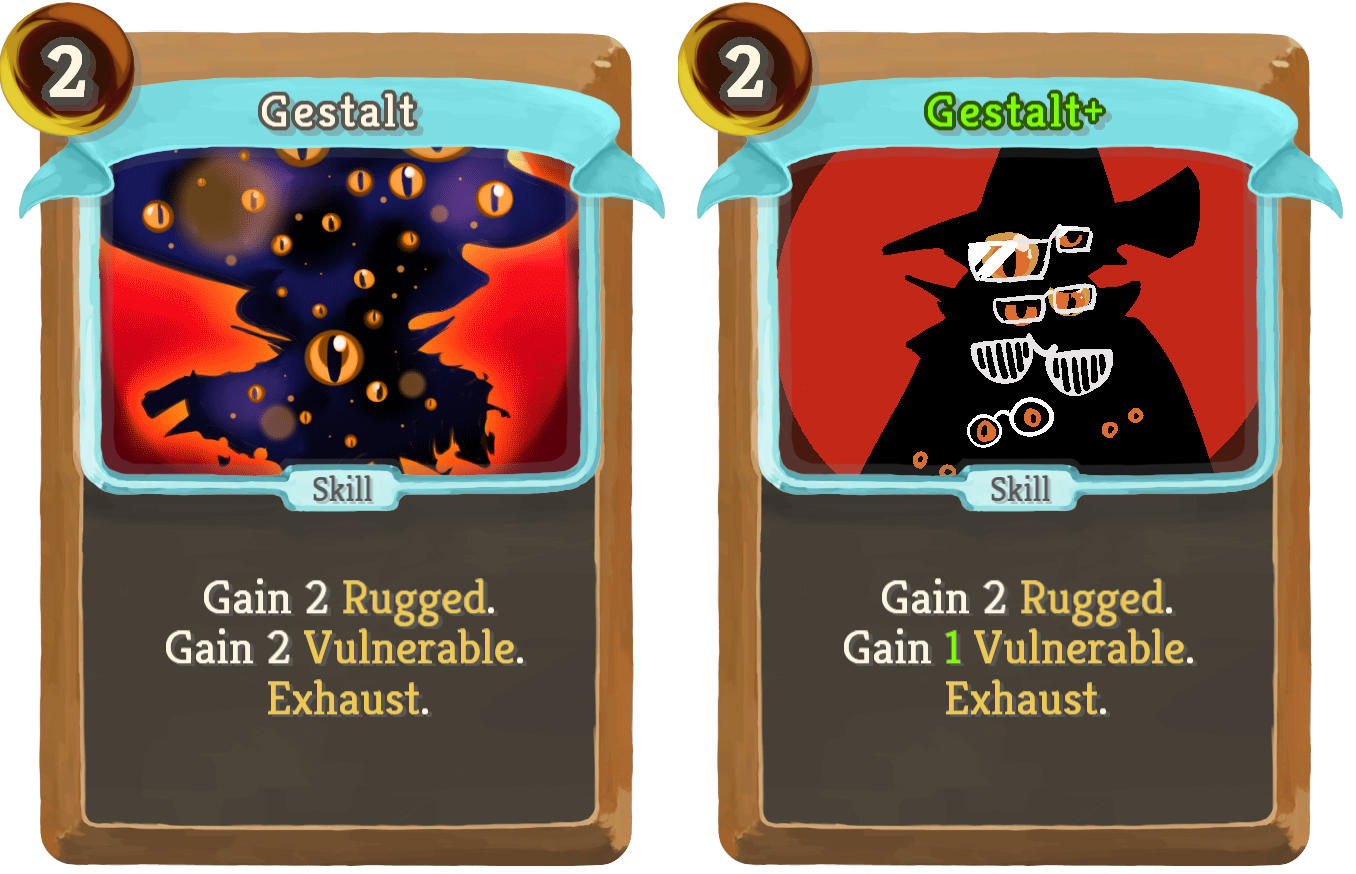 2
Gestalt
Skill
Gain 2 Rugged.
Gain 2 Vulnerable.
Exhaust.
2
Gestalt+
Skill
Gain 2 Rugged.
Gain 1 Vulnerable.
Exhaust.